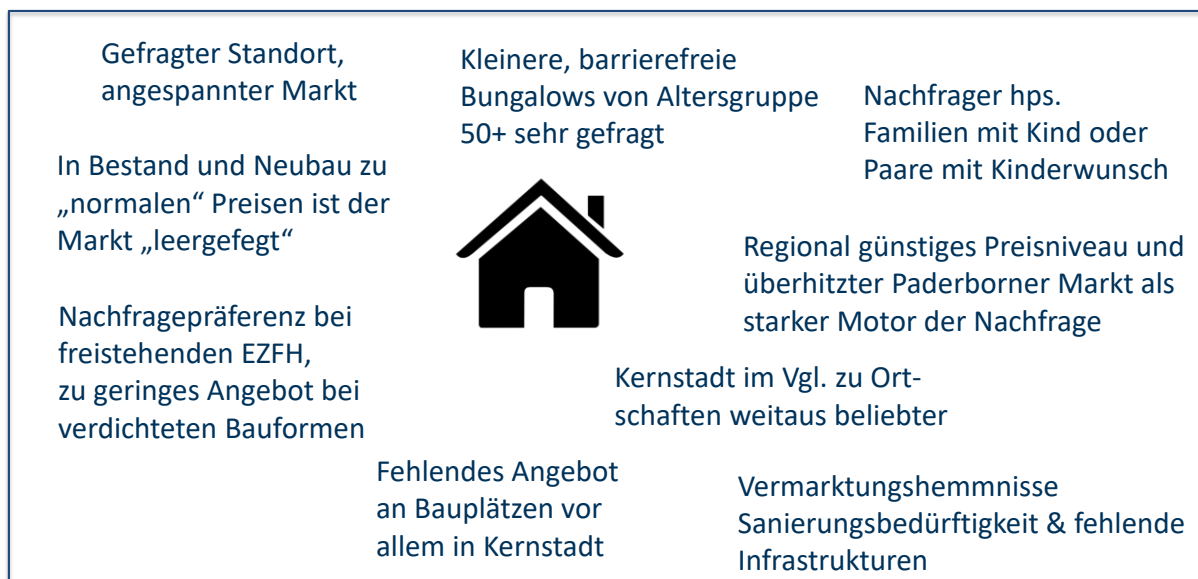 Gefragter Standort,
angespannter Markt
Kleinere, barrierefreie
Bungalows von Altersgruppe
50+ sehr gefragt
Nachfrager hps.
Familien mit Kind oder
Paare mit Kinderwunsch
In Bestand und Neubau zu
„normalen“ Preisen ist der
Markt „leergefegt“
Regional günstiges Preisniveau und
überhitzter Paderborner Markt als
starker Motor der Nachfrage
Nachfragepräferenz bei
freistehenden EZFH,
zu geringes Angebot bei
verdichteten Bauformen
Kernstadt im Vgl. zu Ort-
schaften weitaus beliebter
Fehlendes Angebot
an Bauplätzen vor
allem in Kernstadt
Vermarktungshemmnisse
Sanierungsbedürftigkeit & fehlende
Infrastrukturen